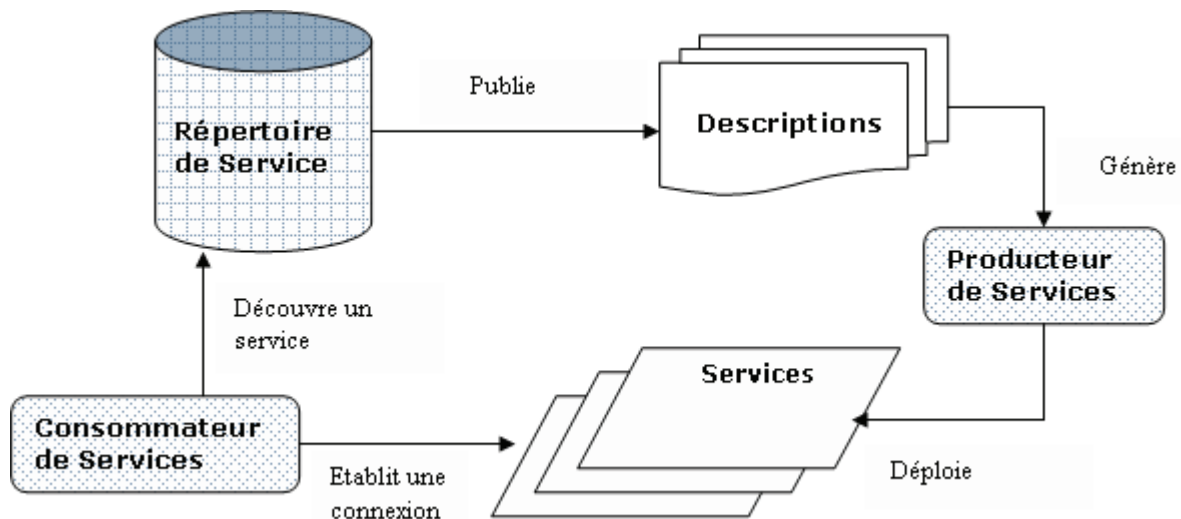 Publie
Répertoire
de Service
Descriptions
Génère
Producteur
de Services
Découvre un
service
Services
Consommateur
de Services
Etablit une
connexion
Déploie